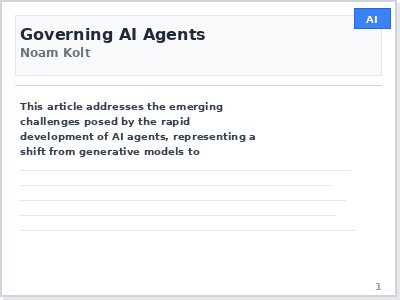 AI
Governing AI Agents
Noam Kolt
This article addresses the emerging
challenges posed by the rapid
development of AI agents, representing a
shift from generative models to
1